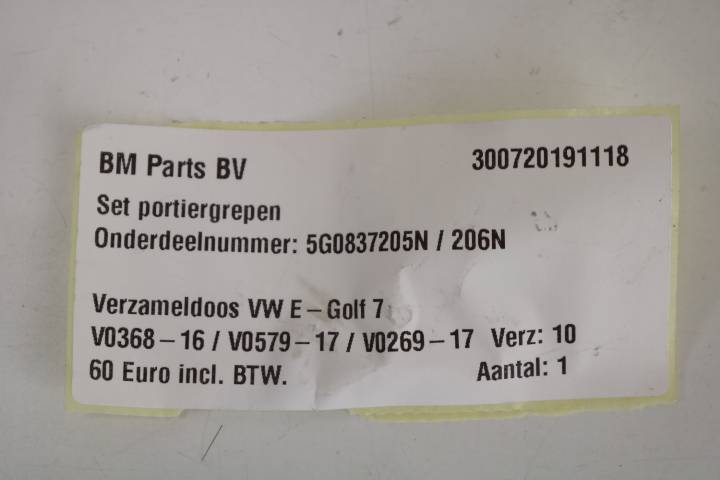 BM Parts BV 300720191118
Set portiergrepen
Onderdeelnummer: 5G0837205N / 206N
Verzameldoos VW E-Golf 7
V0368-16 / V0579-17 / V0269-17 Verz: 10
60 Euro incl. BTW. Aantal: 1